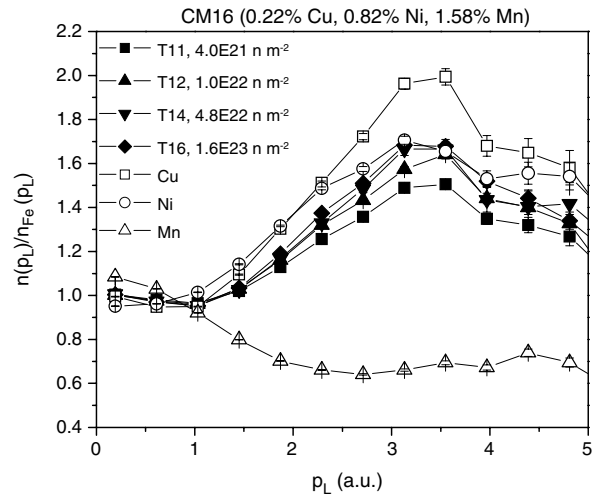 CM16 (0.22% Cu, 0.82% Ni, 1.58% Mn)
2.2
2.0
1.8
1.6
1.4
1.2
1.0
0.8
0.6
0.4
n(pL)/nFe(pL)
T11, 4.0E21 n m-2
T12, 1.0E22 n m-2
T14, 4.8E22 n m-2
T16, 1.6E23 n m-2
Cu
Ni
Mn
0 1 2 3 4 5
pL (a.u.)